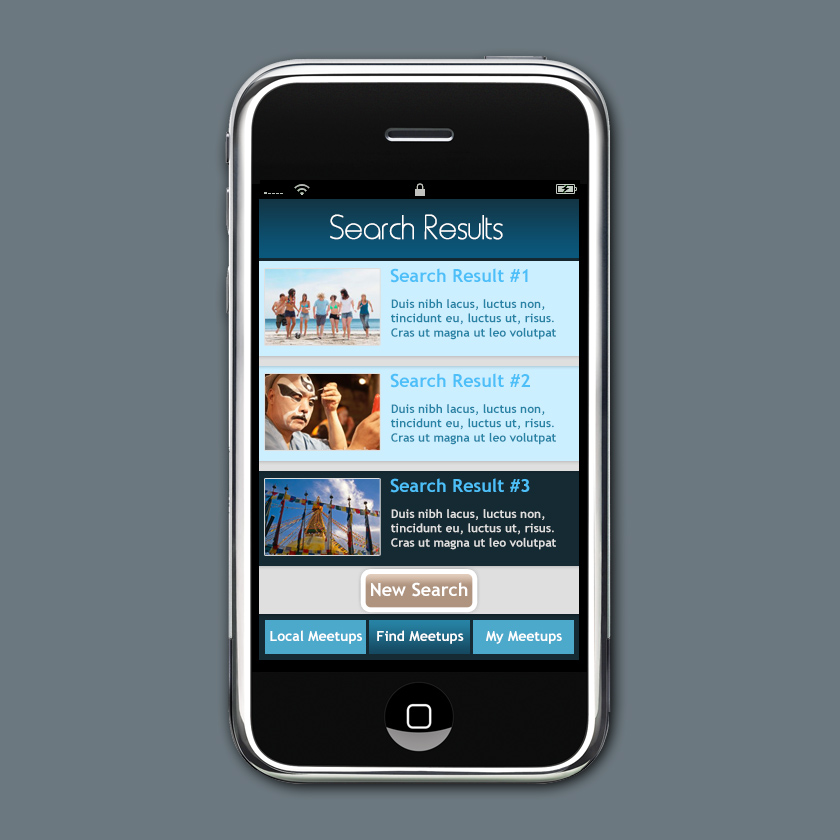 Search Results
Search Result #1
Duis nibh lacus, luctus non,
tincidunt eu, luctus ut, risus.
Cras ut magna ut leo volutpat
Search Result #2
Duis nibh lacus, luctus non,
tincidunt eu, luctus ut, risus.
Cras ut magna ut leo volutpat
Search Result #3
Duis nibh lacus, luctus non,
tincidunt eu, luctus ut, risus.
Cras ut magna ut leo volutpat
New Search
Local Meetups Find Meetups My Meetups